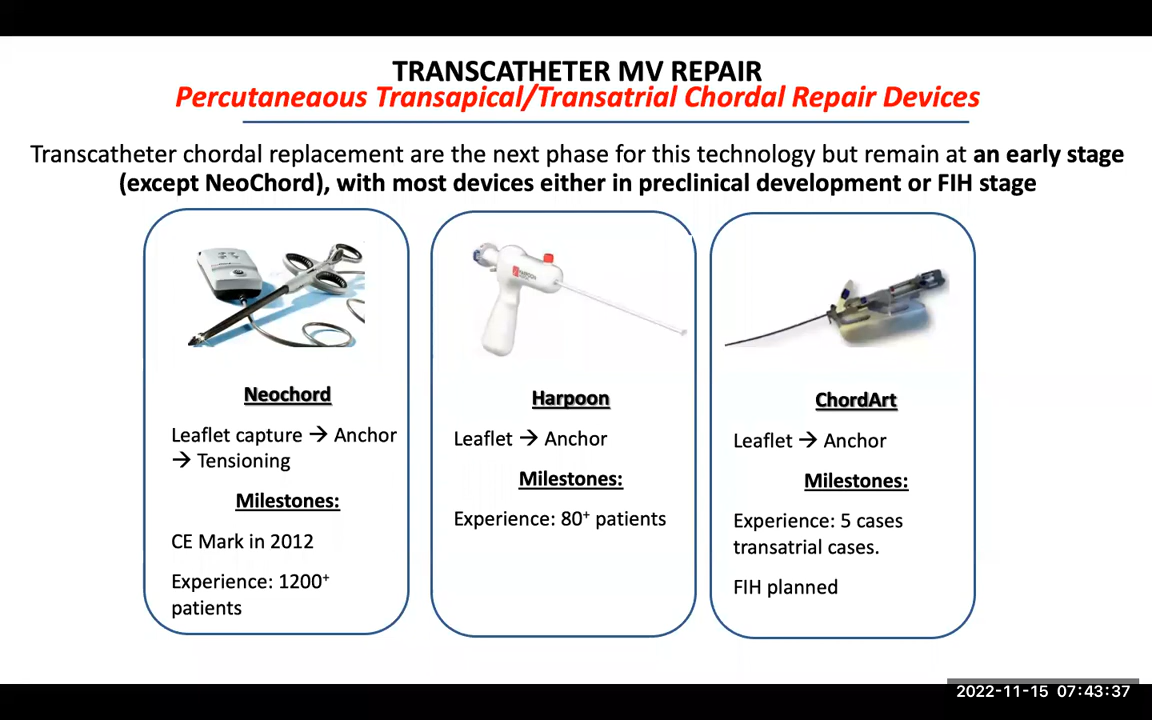 TRANSCATHETER MV REPAIR
Percutaneaous Transapical/Transatrial Chordal Repair Devices
Transcatheter chordal replacement are the next phase for this technology but remain at an early stage
(except NeoChord), with most devices either in preclinical development or FIH stage
Neochord
Leaflet capture → Anchor
→ Tensioning
Milestones:
CE Mark in 2012
Experience: 1200+
patients
Harpoon
Leaflet → Anchor
Milestones:
Experience: 80+ patients
ChordArt
Leaflet → Anchor
Milestones:
Experience: 5 cases
transatrial cases.
FIH planned
2022-11-15 07:43:37